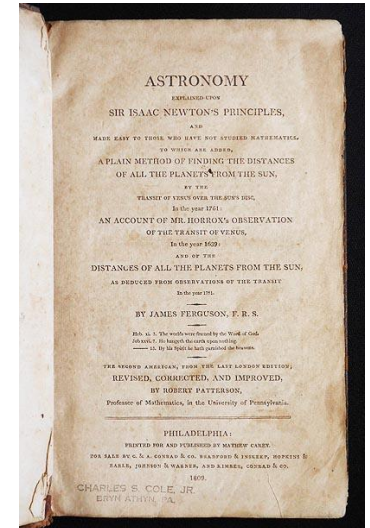 ASTRONOMY
EXPLAINED UPON
SIR ISAAC NEWTON'S PRINCIPLES,
AND
MADE EASY TO THOSE WHO HAVE NOT STUDIED MATHEMATICS.
TO WHICH ARE ADDED,
A PLAIN METHOD OF FINDING THE DISTANCES
OF ALL THE PLANETS FROM THE SUN,
BY THE
TRANSIT OF VENUS OVER THE SUN'S DISC,
In the year 1761:
AN ACCOUNT OF MR. HORROX's OBSERVATION
OF THE TRANSIT OF VENUS,
In the year 1639:
AND OF THE
DISTANCES OF ALL THE PLANETS FROM THE SUN,
AS DEDUCED FROM OBSERVATIONS OF THE TRANSIT
In the year 1761.
BY JAMES FERGUSON, F. R. S.
Heb. xi. 3. The worlds were framed by the Word of God.
Job xxvi. 7. He hangeth the earth upon nothing.
—— 13. By his Spirit he hath garnished the heavens.
THE SECOND AMERICAN, FROM THE LAST LONDON EDITION;
REVISED, CORRECTED, AND IMPROVED,
BY ROBERT PATTERSON,
Professor of Mathematics, in the University of Pennsylvania.
PHILADELPHIA:
PRINTED FOR AND PUBLISHED BY MATHEW CAREY.
FOR SALE BY C. & A. CONRAD & CO. BRADFORD & INSKEEP, HOPKINS &
EARLE, JOHNSON & WARNER, AND KIMBER, CONRAD & CO.
1809.
CHARLES S. COLE, JR.
BRYN ATHYN, PA.